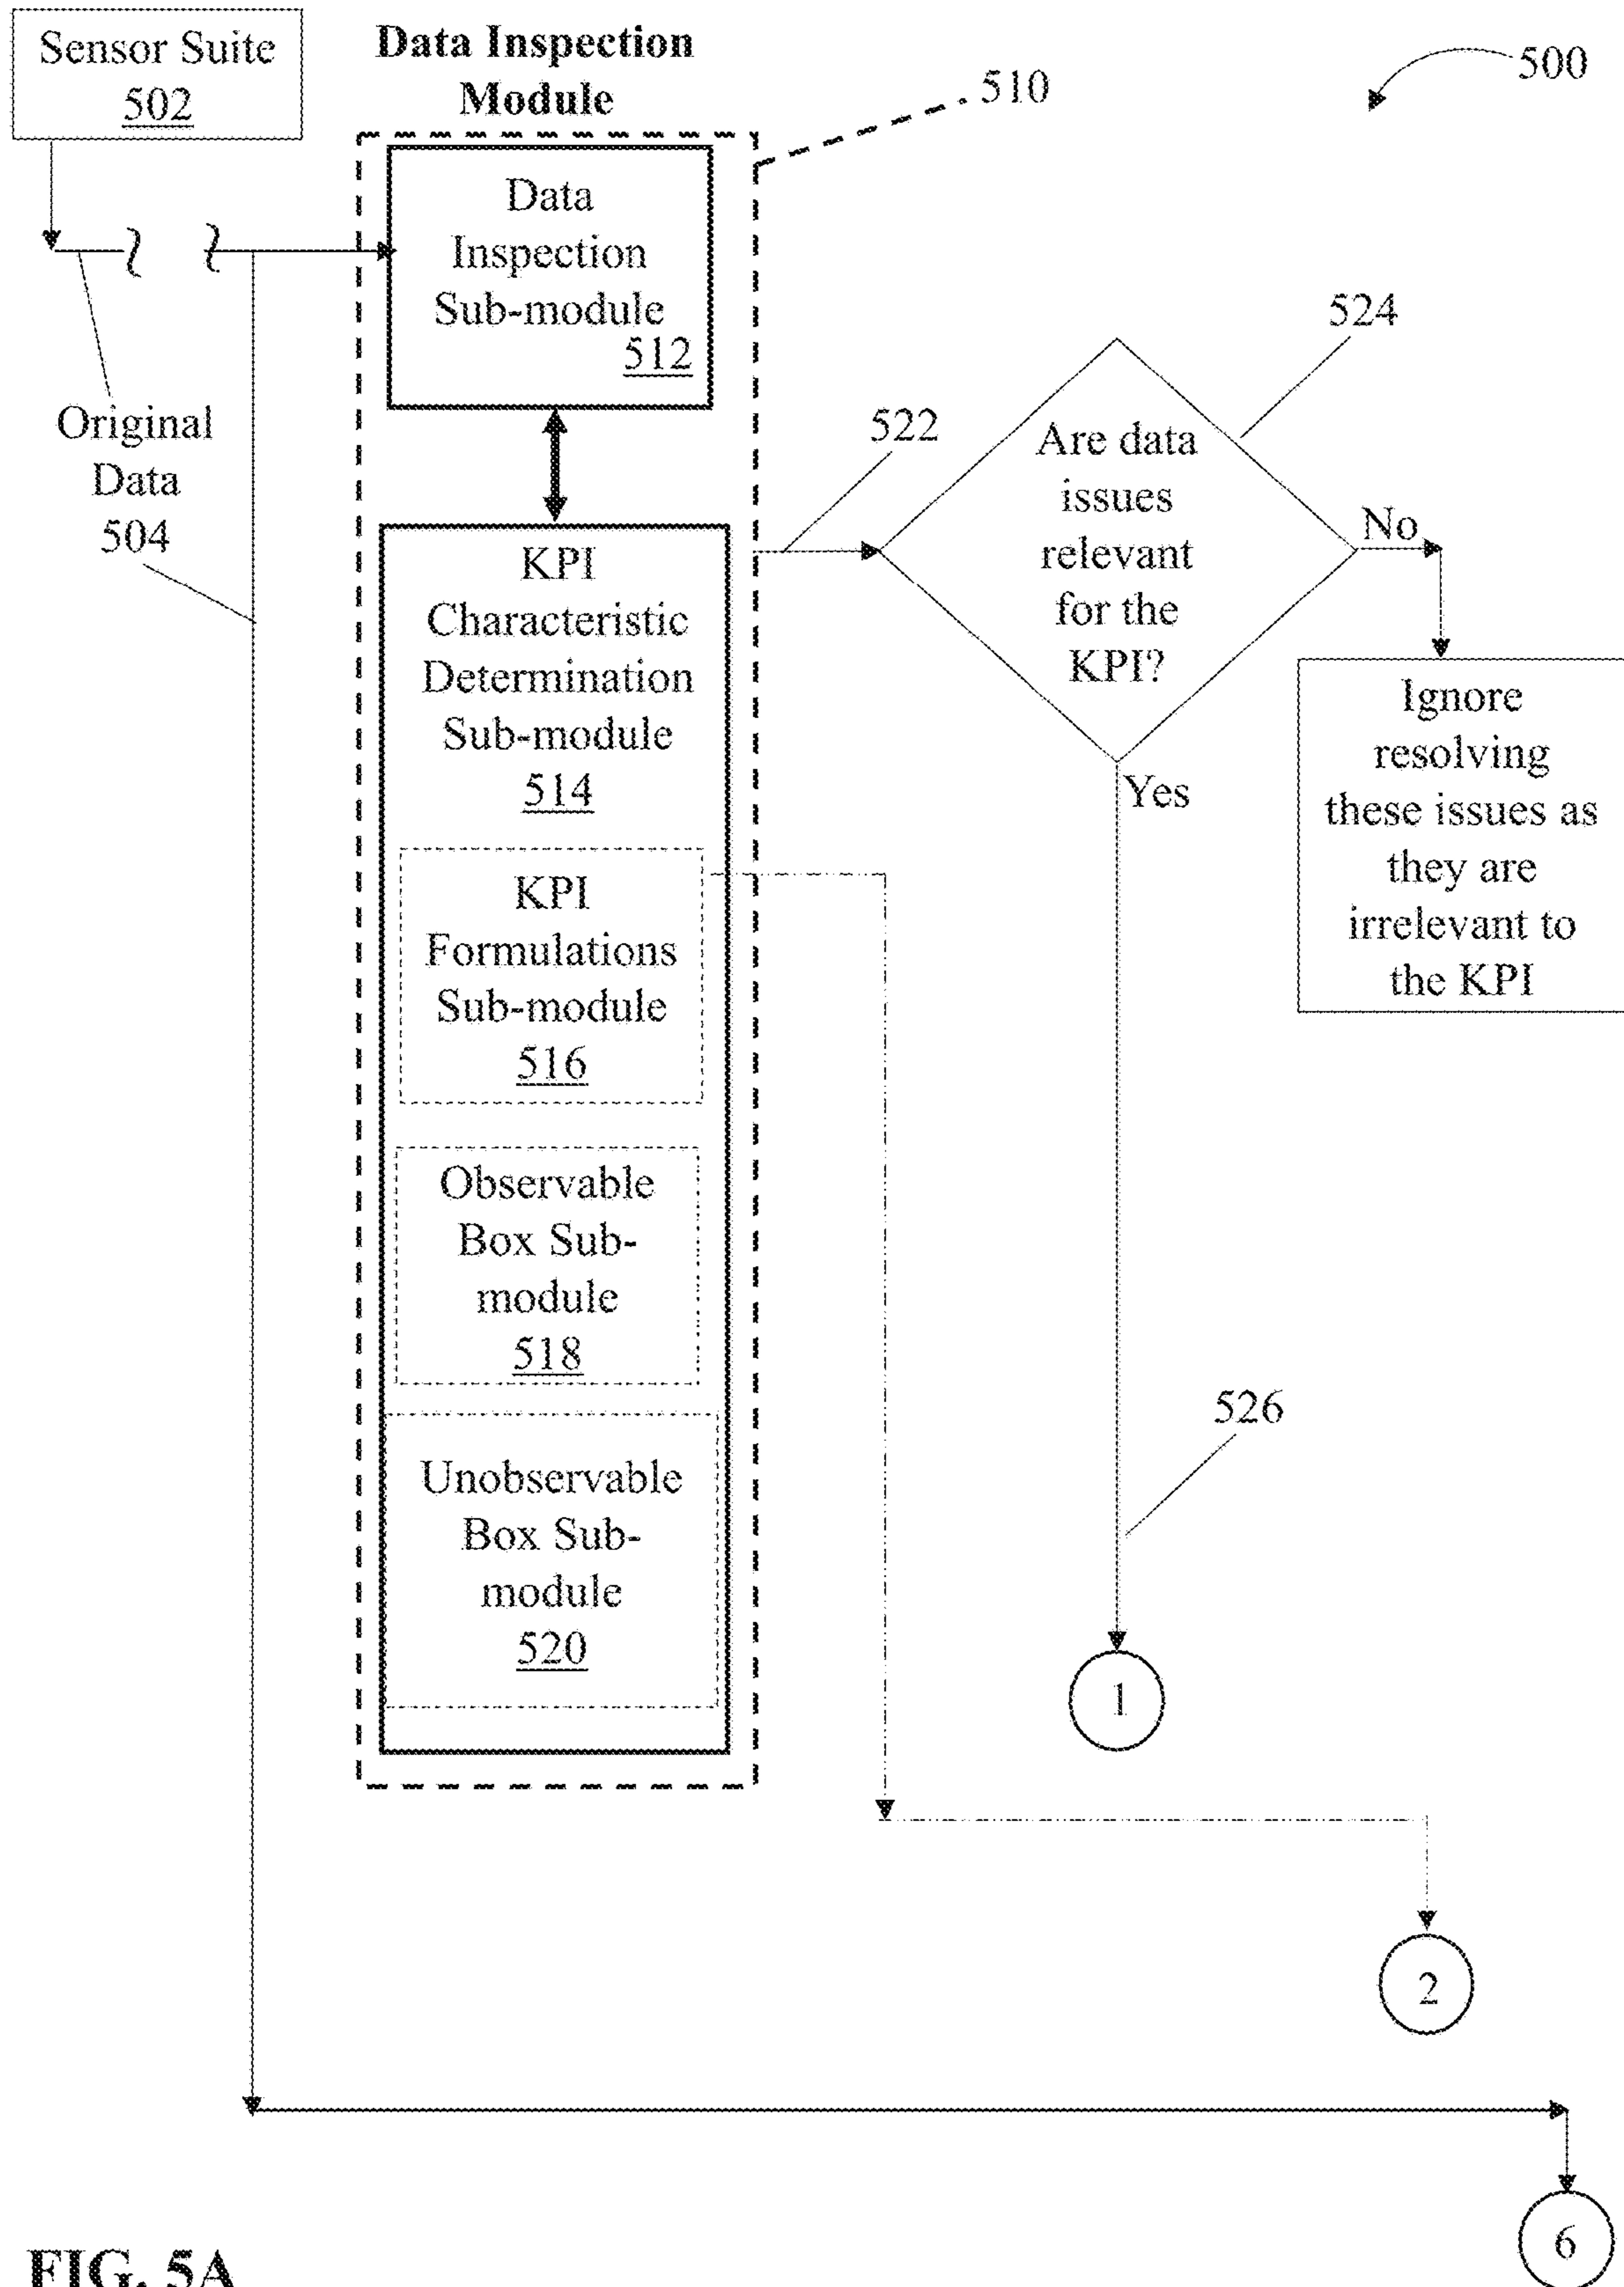 Sensor Suite
502
Data Inspection
Module
510
500
Data
Inspection
Sub-module
512
Original
Data
504
522
524
Are data
issues
relevant
for the
KPI?
No
Yes
Ignore
resolving
these issues as
they are
irrelevant to
the KPI
KPI
Characteristic
Determination
Sub-module
514
KPI
Formulations
Sub-module
516
Observable
Box Sub-
module
518
Unobservable
Box Sub-
module
520
526
1
2
6
FIG. 5A